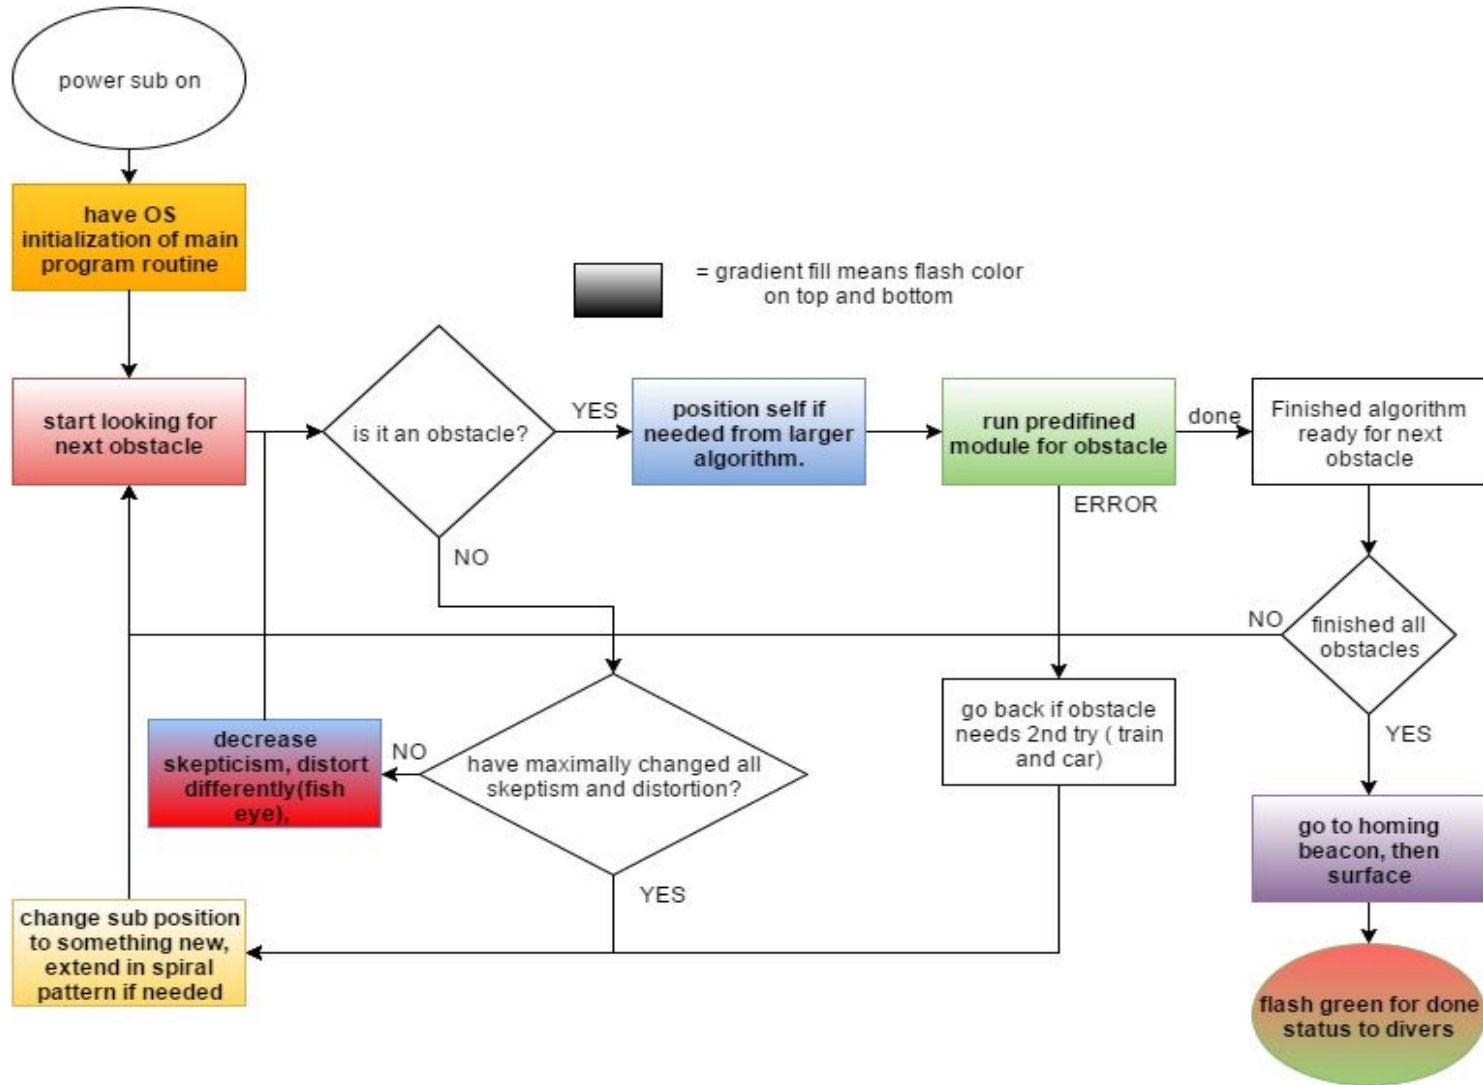 power sub on
have OS
initialization of main
program routine
= gradient fill means flash color
on top and bottom
start looking for
next obstacle
is it an obstacle?
YES
position self if
needed from larger
algorithm.
run predifined
module for obstacle
done
Finished algorithm
ready for next
obstacle
ERROR
NO
NO
finished all
obstacles
go back if obstacle
needs 2nd try ( train
and car)
YES
decrease
skepticism, distort
differently(fish
eye),
NO
have maximally changed all
skeptism and distortion?
go to homing
beacon, then
surface
YES
change sub position
to something new,
extend in spiral
pattern if needed
flash green for done
status to divers